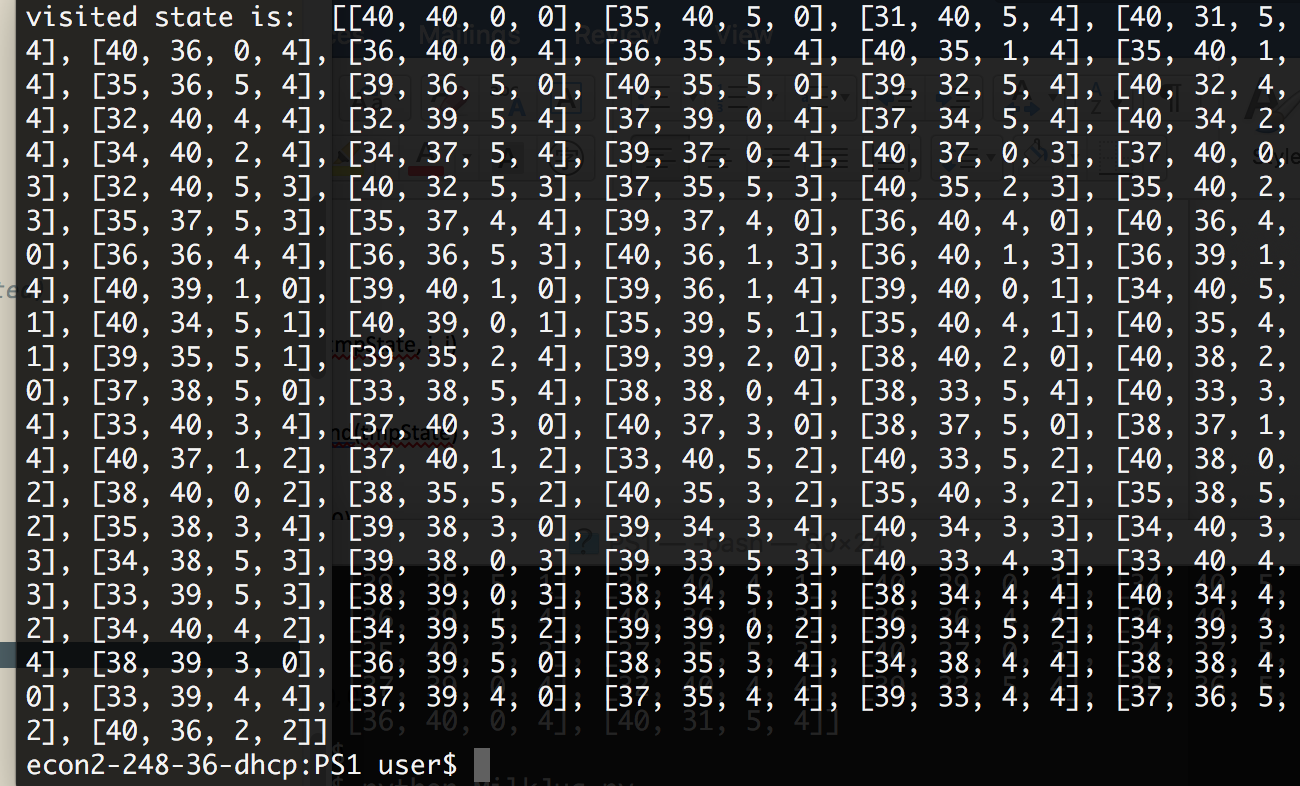 visited state is:  [[40, 40, 0, 0], [35, 40, 5, 0], [31, 40, 5, 4], [40, 31, 5,
4], [40, 36, 0, 4], [36, 40, 0, 4], [36, 35, 5, 4], [40, 35, 1, 4], [35, 40, 1,
4], [35, 36, 5, 4], [39, 36, 5, 0], [40, 35, 5, 0], [39, 32, 5, 4], [40, 32, 4,
4], [32, 40, 4, 4], [32, 39, 5, 4], [37, 39, 0, 4], [37, 34, 5, 4], [40, 34, 2,
4], [34, 40, 2, 4], [34, 37, 5, 4], [39, 37, 0, 4], [40, 37, 0, 3], [37, 40, 0,
3], [32, 40, 5, 3], [40, 32, 5, 3], [37, 35, 5, 3], [40, 35, 2, 3], [35, 40, 2,
3], [35, 37, 5, 3], [35, 37, 4, 4], [39, 37, 4, 0], [36, 40, 4, 0], [40, 36, 4,
0], [36, 36, 4, 4], [36, 36, 5, 3], [40, 36, 1, 3], [36, 40, 1, 3], [36, 39, 1,
4], [40, 39, 1, 0], [39, 40, 1, 0], [39, 36, 1, 4], [39, 40, 0, 1], [34, 40, 5,
1], [40, 34, 5, 1], [40, 39, 0, 1], [35, 39, 5, 1], [35, 40, 4, 1], [40, 35, 4,
1], [39, 35, 5, 1], [39, 35, 2, 4], [39, 39, 2, 0], [38, 40, 2, 0], [40, 38, 2,
0], [37, 38, 5, 0], [33, 38, 5, 4], [38, 38, 0, 4], [38, 33, 5, 4], [40, 33, 3,
4], [33, 40, 3, 4], [37, 40, 3, 0], [40, 37, 3, 0], [38, 37, 5, 0], [38, 37, 1,
4], [40, 37, 1, 2], [37, 40, 1, 2], [33, 40, 5, 2], [40, 33, 5, 2], [40, 38, 0,
2], [38, 40, 0, 2], [38, 35, 5, 2], [40, 35, 3, 2], [35, 40, 3, 2], [35, 38, 5,
2], [35, 38, 3, 4], [39, 38, 3, 0], [39, 34, 3, 4], [40, 34, 3, 3], [34, 40, 3,
3], [34, 38, 5, 3], [39, 38, 0, 3], [39, 33, 5, 3], [40, 33, 4, 3], [33, 40, 4,
3], [33, 39, 5, 3], [38, 39, 0, 3], [38, 34, 5, 3], [38, 34, 4, 4], [40, 34, 4,
2], [34, 40, 4, 2], [34, 39, 5, 2], [39, 39, 0, 2], [39, 34, 5, 2], [34, 39, 3,
4], [38, 39, 3, 0], [36, 39, 5, 0], [38, 35, 3, 4], [34, 38, 4, 4], [38, 38, 4,
0], [33, 39, 4, 4], [37, 39, 4, 0], [37, 35, 4, 4], [39, 33, 4, 4], [37, 36, 5,
2], [40, 36, 2, 2]]
econ2-248-36-dhcp:PS1 user$
Mailings
Review
View
tmpState, i, j)
nd(tmpState)
[36, 40, 0, 4], [40, 31, 5, 4]]